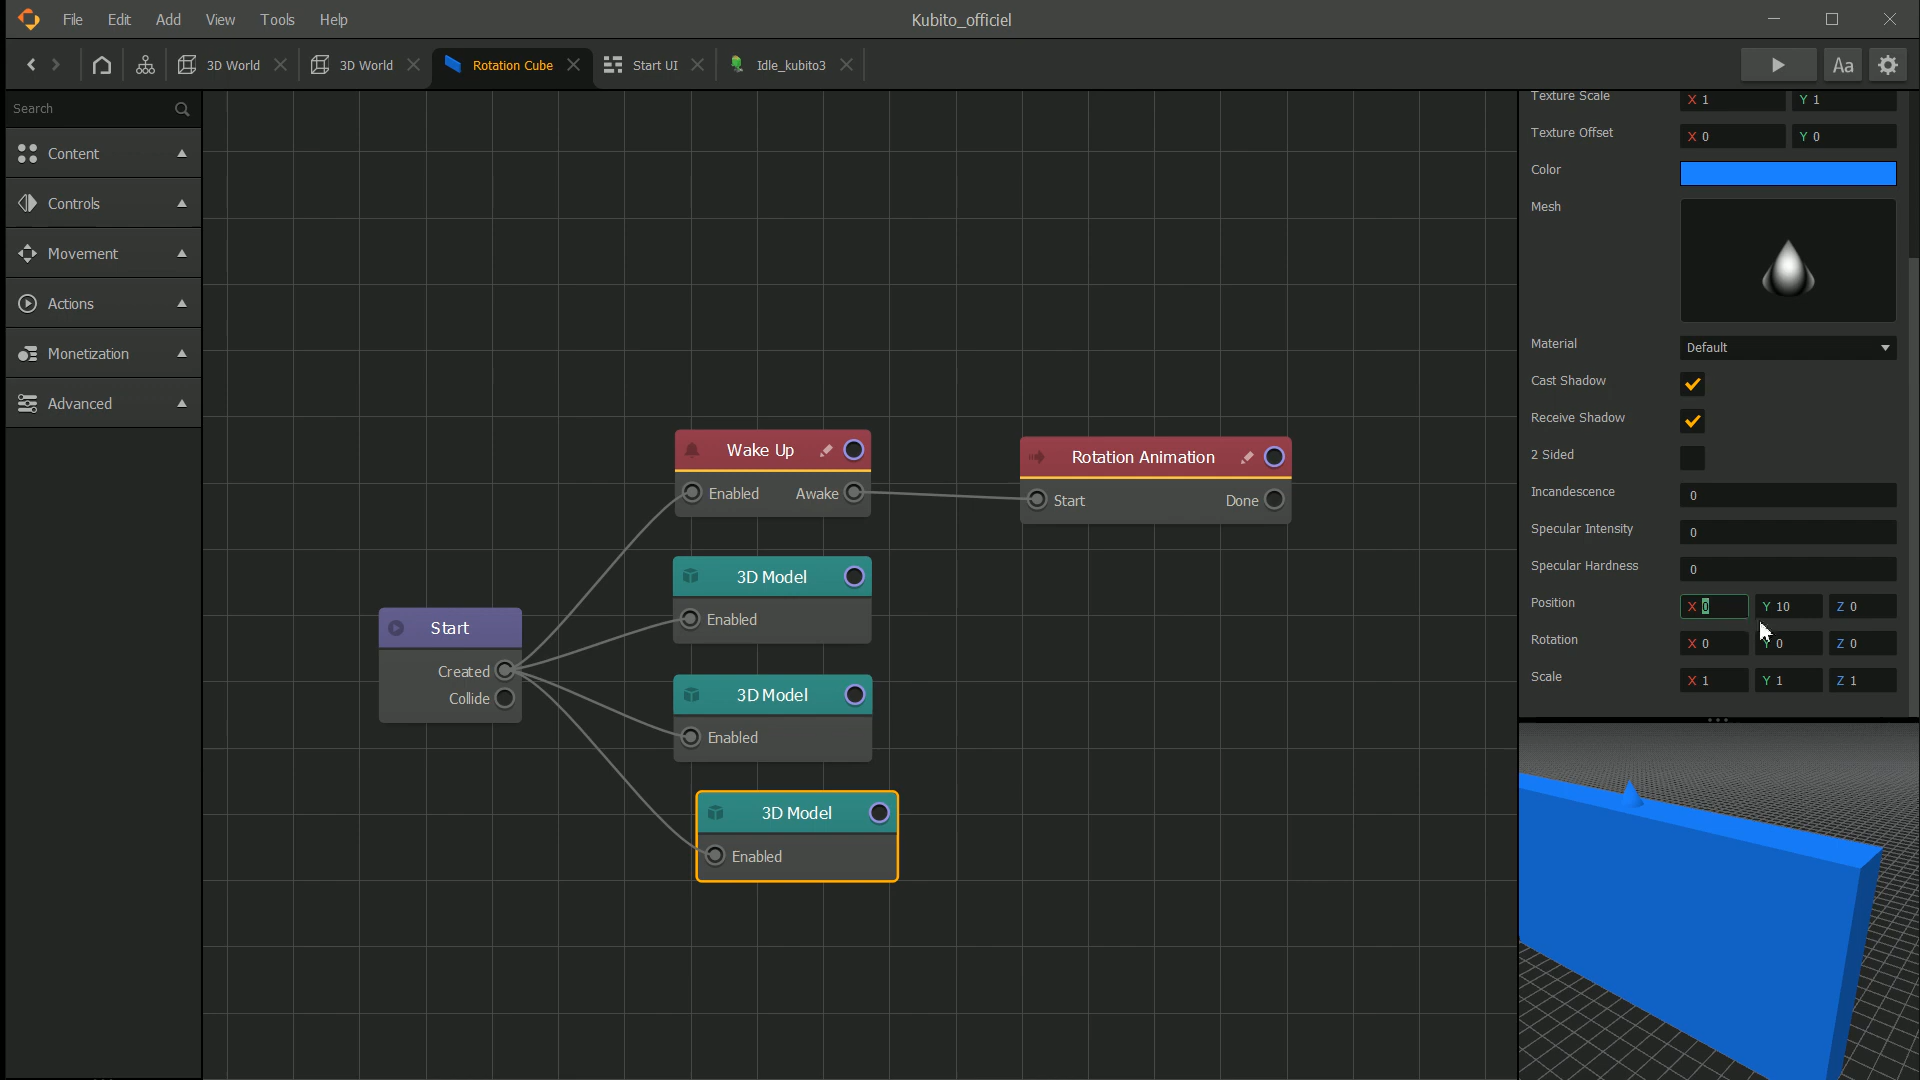 File Edit Add View Tools Help
Kubito_officiel
3D World
3D World
Rotation Cube
Start UI
Idle_kubito3
Aa
Search
Content
Controls
Movement
Actions
Monetization
Advanced
Start
Created
Collide
Wake Up
Enabled Awake
3D Model
Enabled
3D Model
Enabled
3D Model
Enabled
Rotation Animation
Start Done
Texture Scale X 1 Y 1
Texture Offset X 0 Y 0
Color
Mesh
Material Default
Cast Shadow
Receive Shadow
2 Sided
Incandescence 0
Specular Intensity 0
Specular Hardness 0
Position X 0 Y 10 Z 0
Rotation X 0 Y 0 Z 0
Scale X 1 Y 1 Z 1